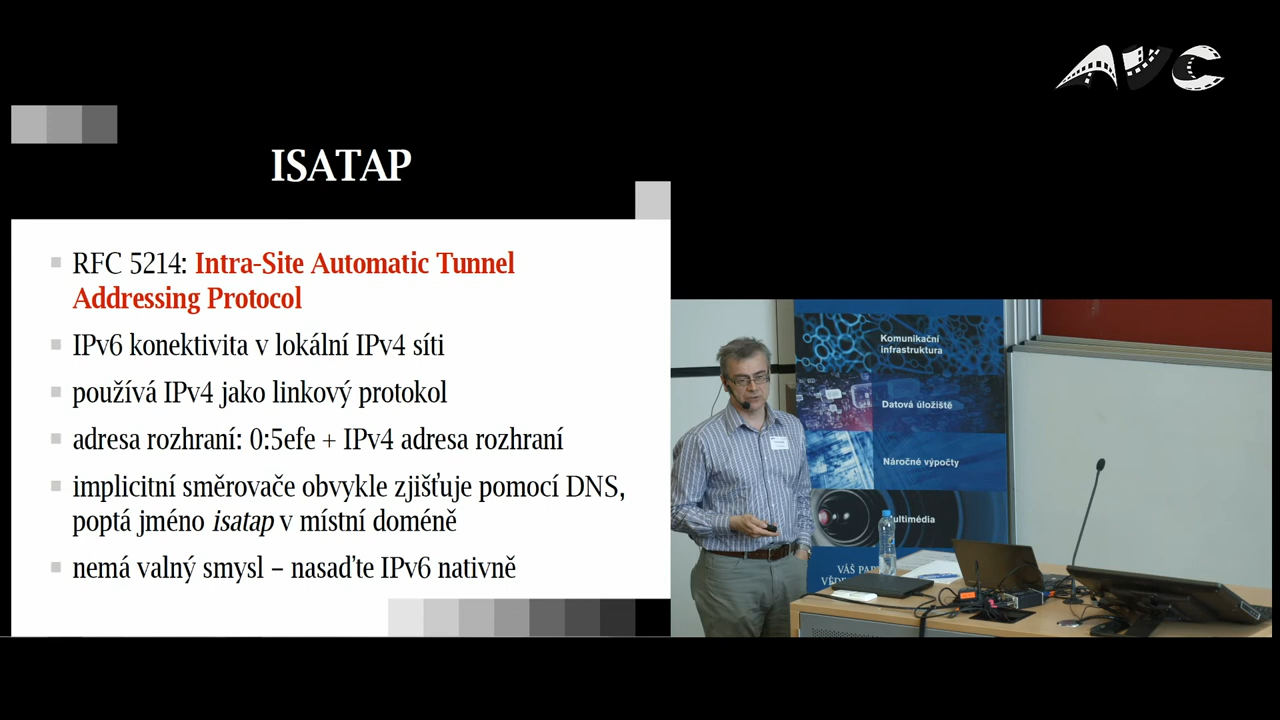 AVC
ISATAP
RFC 5214: Intra-Site Automatic Tunnel
Addressing Protocol
IPv6 konektivita v lokální IPv4 síti
používá IPv4 jako linkový protokol
adresa rozhraní: 0:5efe + IPv4 adresa rozhraní
implicitní směrovače obvykle zjišťuje pomocí DNS,
poptá jméno isatap v místní doméně
nemá valný smysl – nasaďte IPv6 nativně
Komunikační
infrastruktura
Datová úložiště
Náročné výpočty
ultimédia
VÁŠ